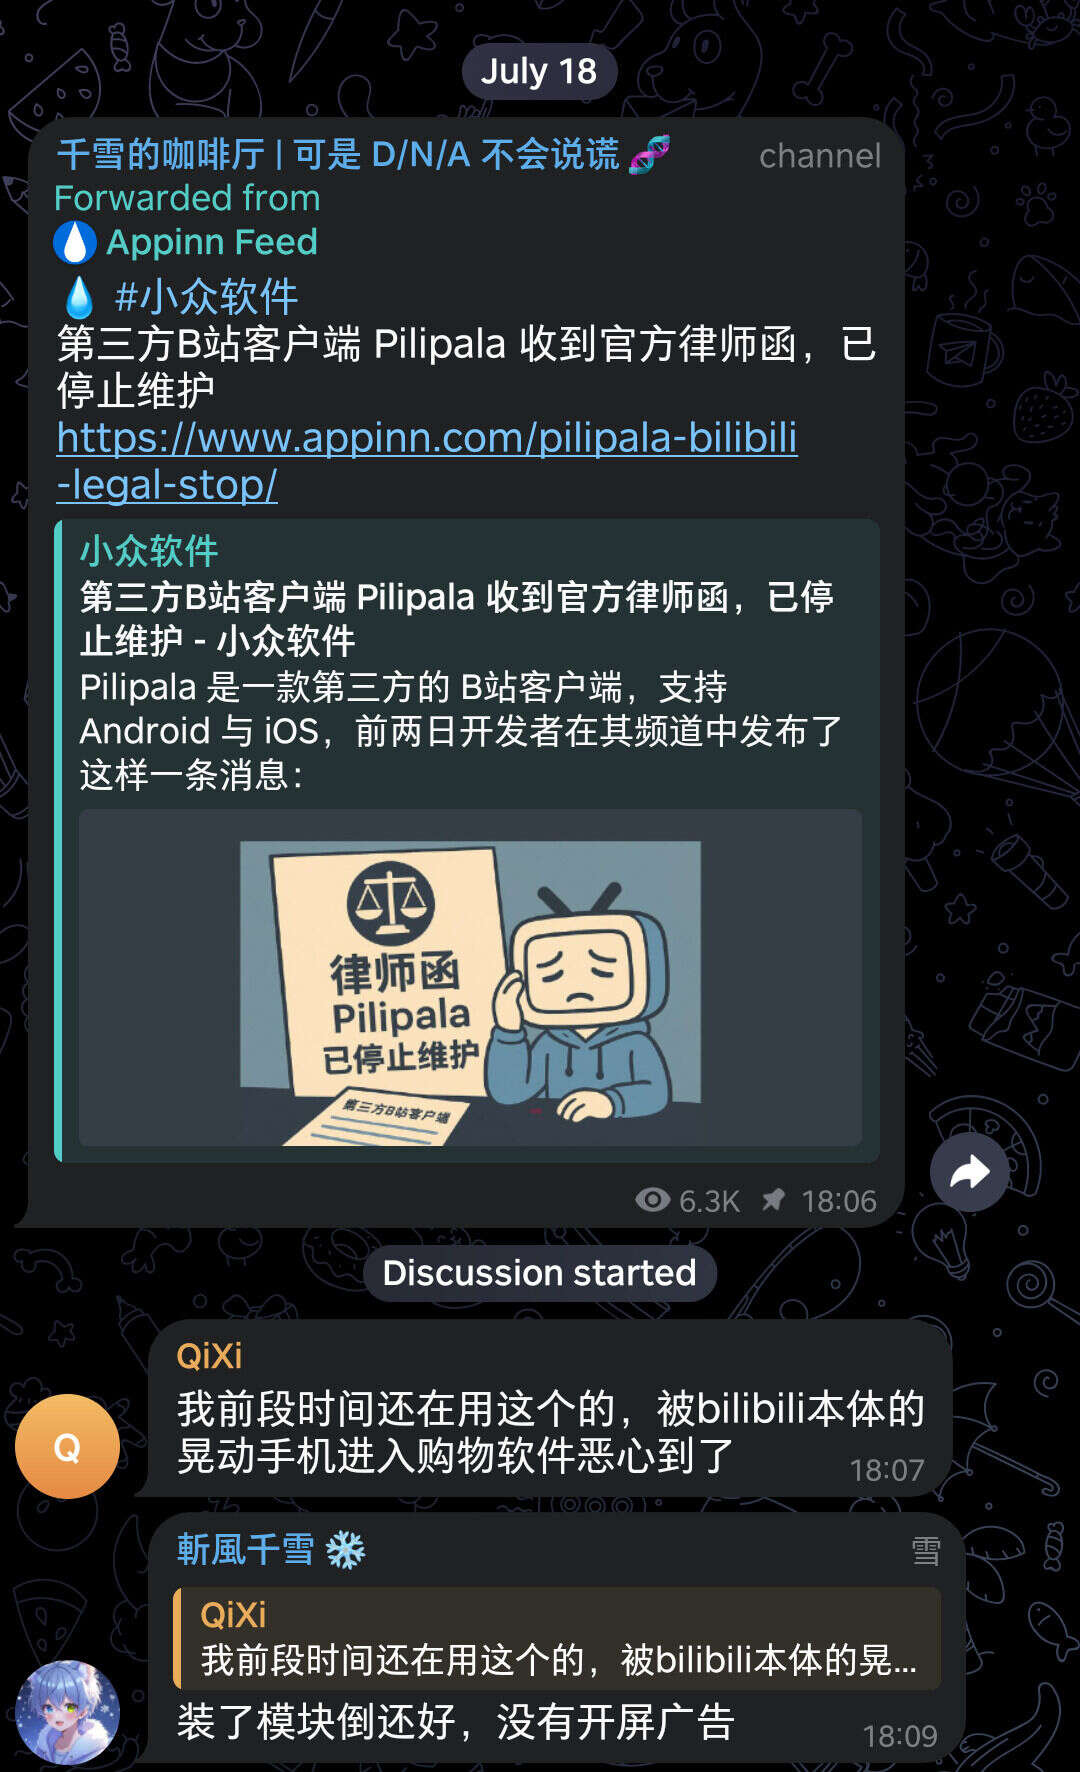 July 18
千雪的咖啡厅 | 可是 D/N/A 不会说谎 🧬 channel
Forwarded from
Appinn Feed
💧 #小众软件
第三方B站客户端 Pilipala 收到官方律师函，已
停止维护
https://www.appinn.com/pilipala-bilibili
-legal-stop/
小众软件
第三方B站客户端 Pilipala 收到官方律师函，已停
止维护 - 小众软件
Pilipala 是一款第三方的 B站客户端，支持
Android 与 iOS，前两日开发者在其频道中发布了
这样一条消息：
律师函
Pilipala
已停止维护
第三方B站客户端
6.3K 18:06
Discussion started
QiXi
我前段时间还在用这个的，被bilibili本体的
晃动手机进入购物软件恶心到了
18:07
Q
斬風千雪 ❄️ 雪
QiXi
我前段时间还在用这个的，被bilibili本体的晃...
装了模块倒还好，没有开屏广告
18:09